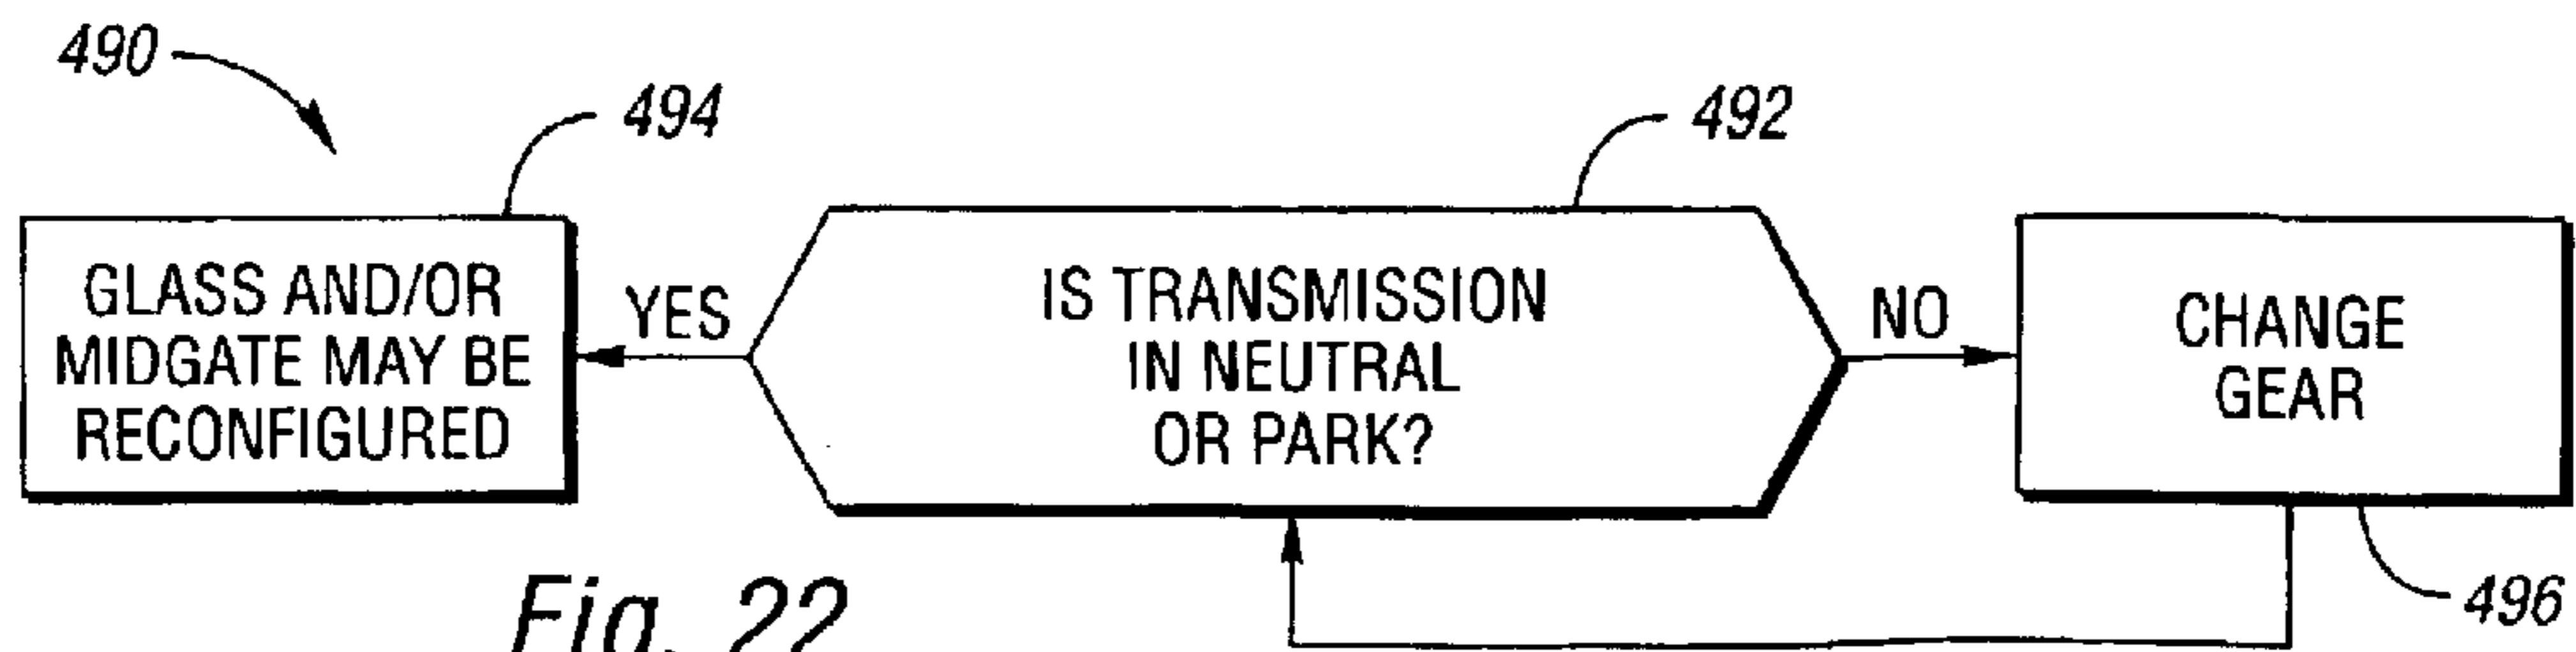 490
494
492
GLASS AND/OR
MIDGATE MAY BE
RECONFIGURED
YES
IS TRANSMISSION
IN NEUTRAL
OR PARK?
NO
CHANGE
GEAR
496
Fig. 22